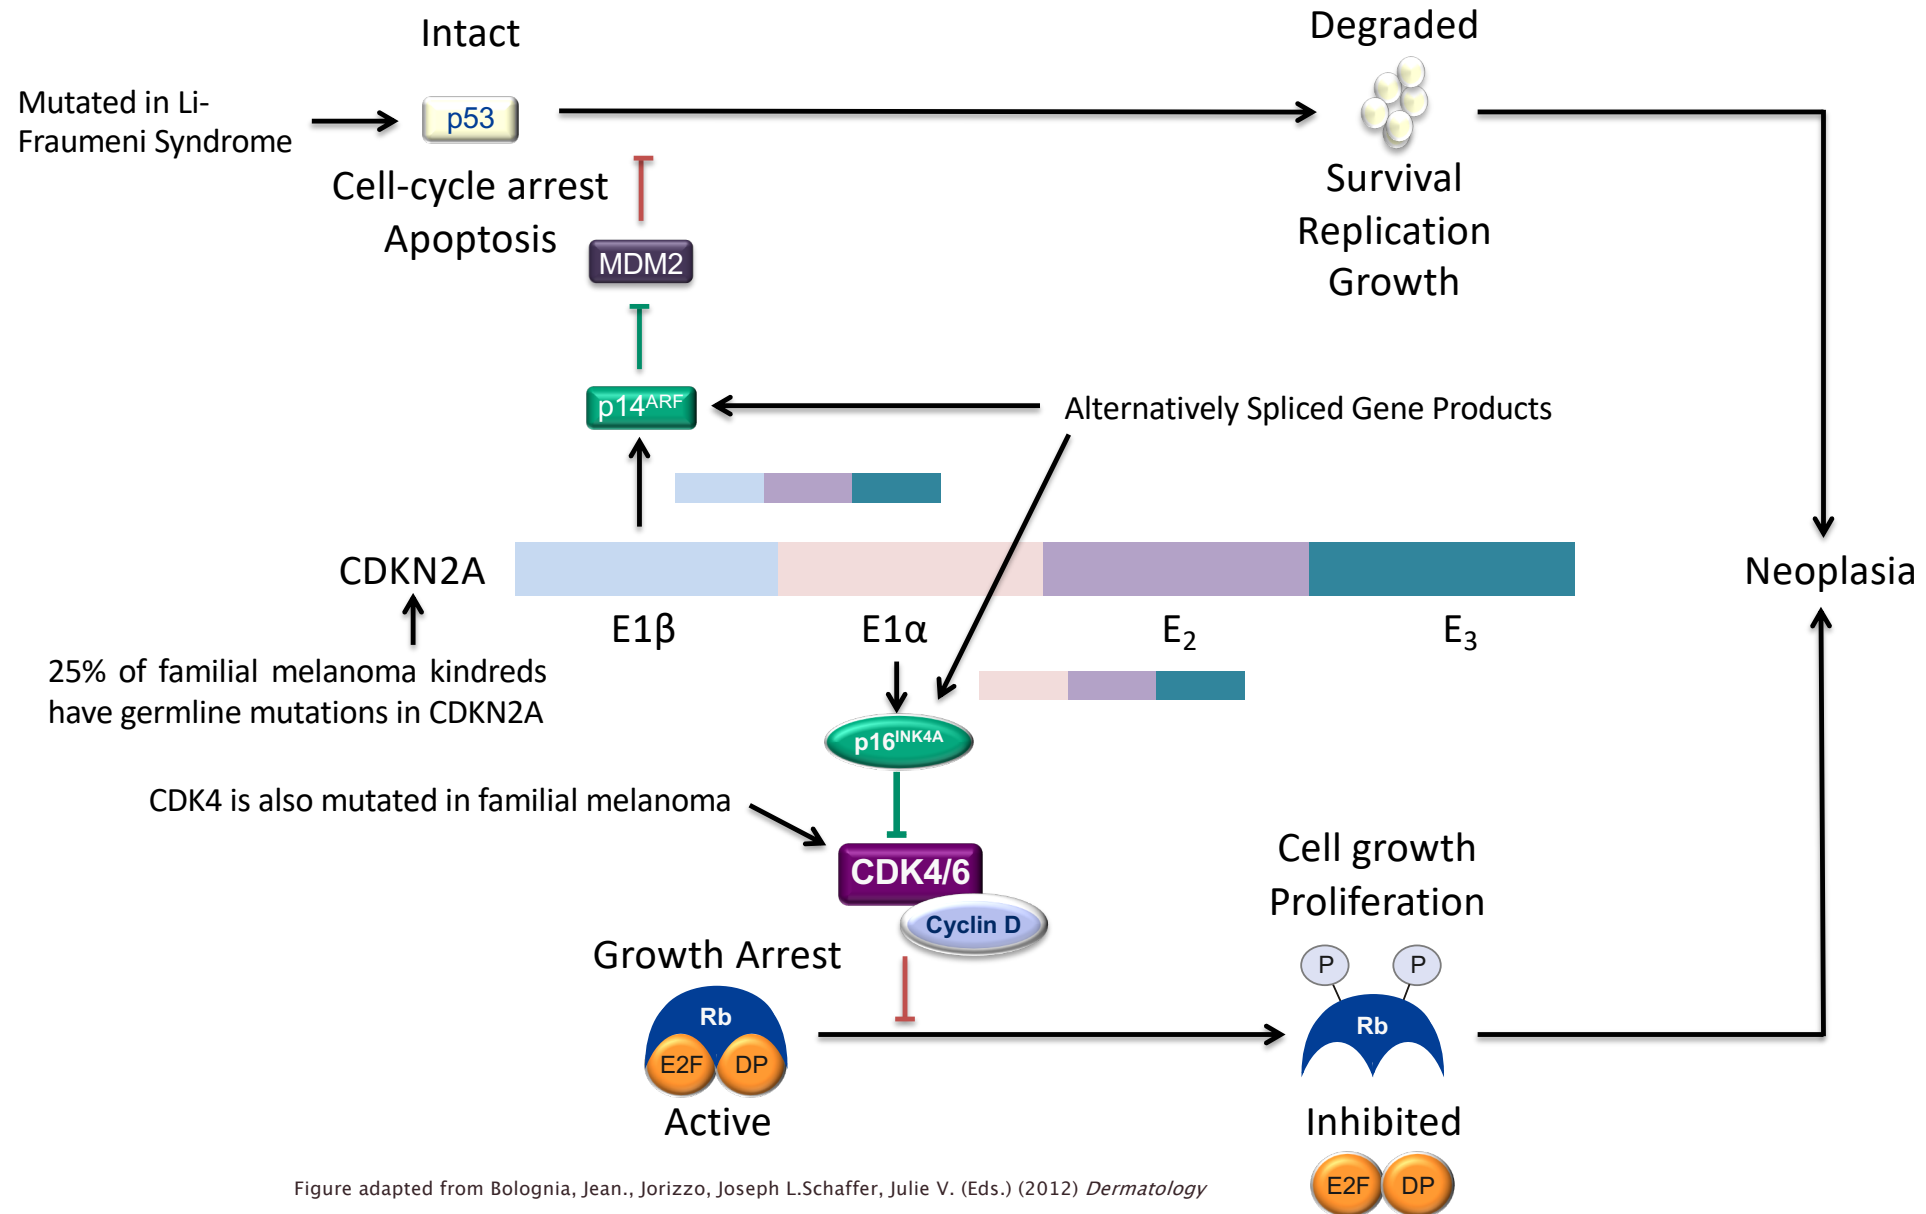 Intact
Degraded
Mutated in Li-
Fraumeni Syndrome
p53
Cell-cycle arrest
Apoptosis
Survival
Replication
Growth
MDM2
p14ARF
Alternatively Spliced Gene Products
CDKN2A
Neoplasia
E1β
E1α
E2
E3
25% of familial melanoma kindreds
have germline mutations in CDKN2A
p16INK4A
CDK4 is also mutated in familial melanoma
CDK4/6
Cyclin D
Cell growth
Proliferation
Growth Arrest
P
P
Rb
E2F
DP
Rb
Active
Inhibited
E2F
DP
Figure adapted from Bolognia, Jean., Jorizzo, Joseph L.Schaffer, Julie V. (Eds.) (2012) Dermatology